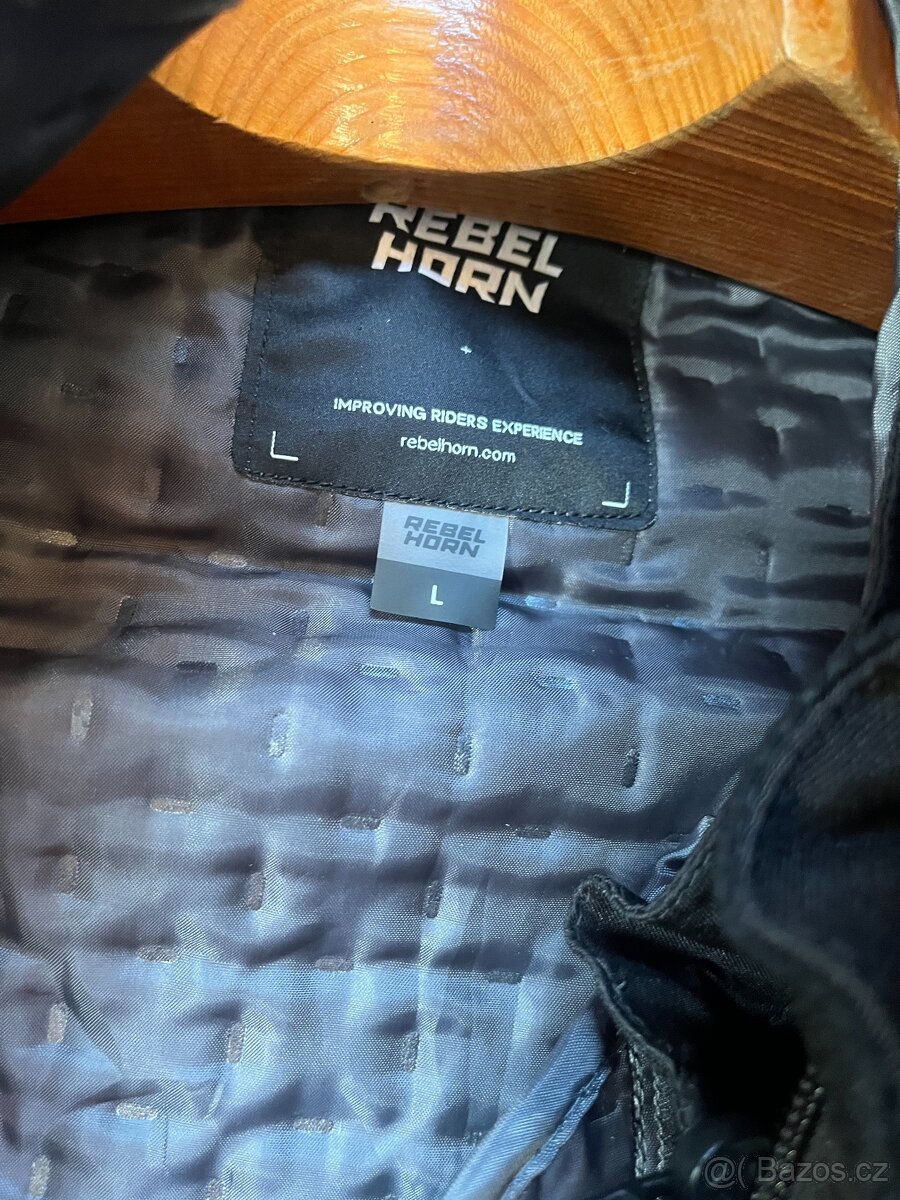 REBEL
HORN
IMPROVING RIDERS EXPERIENCE
rebelhorn.com
REBEL
HORN
L
@( Bazos.cz